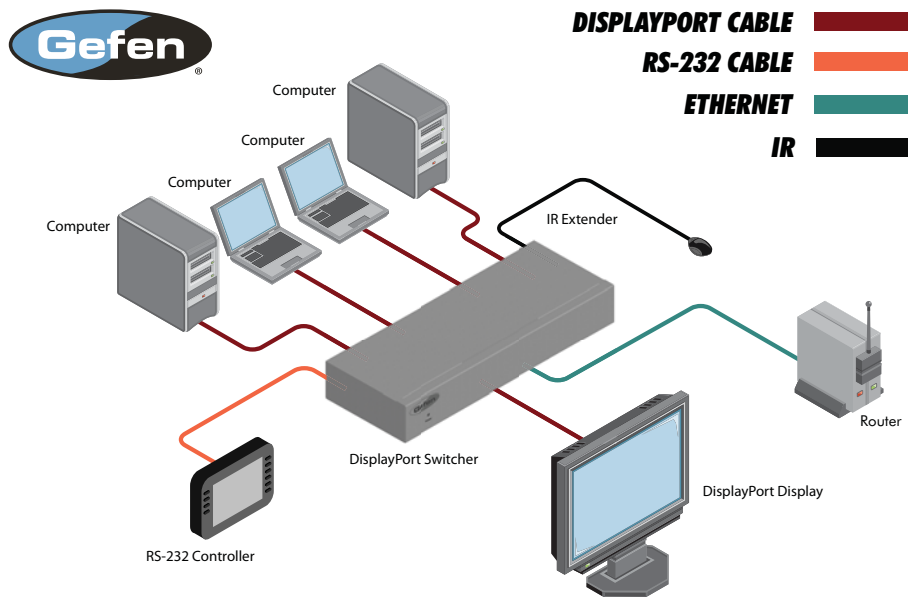 Gefen
®
DISPLAYPORT CABLE
RS-232 CABLE
ETHERNET
IR
Computer
Computer
Computer
Computer
IR Extender
Gefen
DisplayPort Switcher
Router
DisplayPort Display
RS-232 Controller